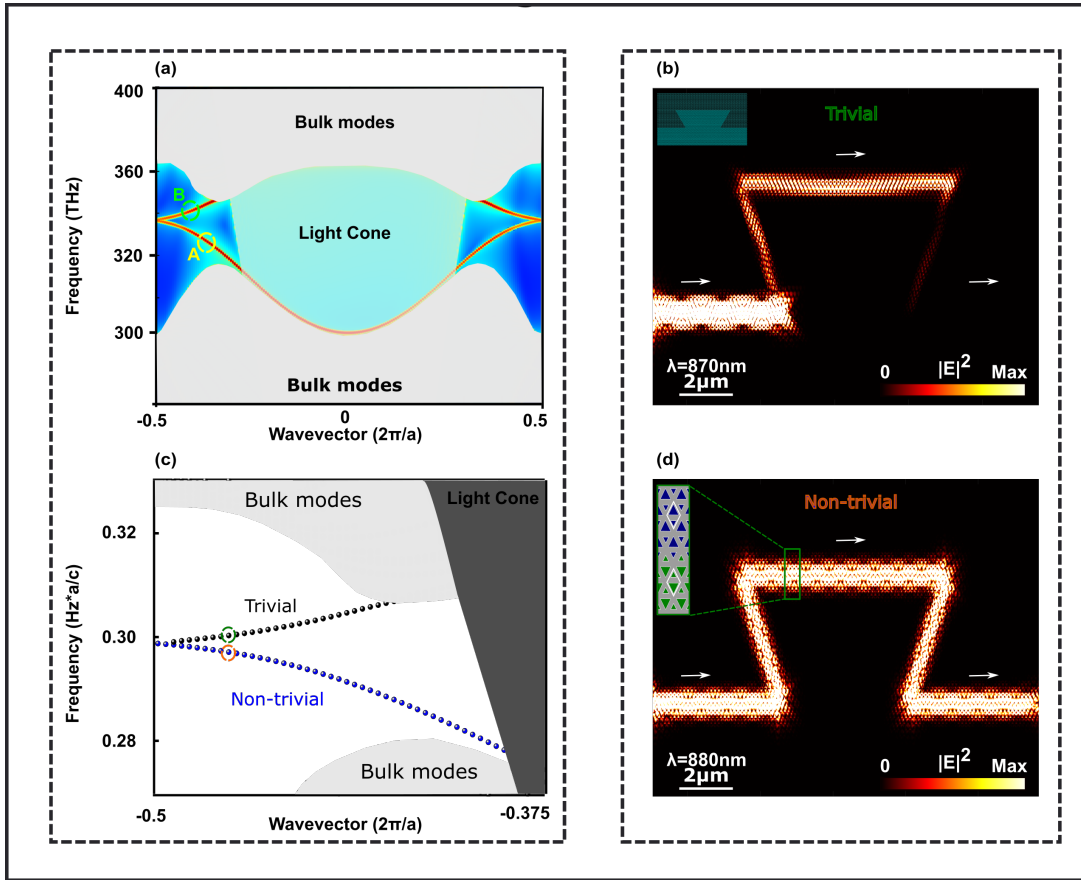 (a)
400
360
320
300
Frequency (THz)
Bulk modes
B
A
Light Cone
Bulk modes
-0.5
0
0.5
Wavevector (2π/a)
(b)
Trivial
λ=870nm
2μm
0
|E|²
Max
(c)
0.32
0.30
0.28
Frequency (Hz*a/c)
Bulk modes
Light Cone
Trivial
Non-trivial
Bulk modes
-0.5
-0.375
Wavevector (2π/a)
(d)
Non-trivial
λ=880nm
2μm
0
|E|²
Max